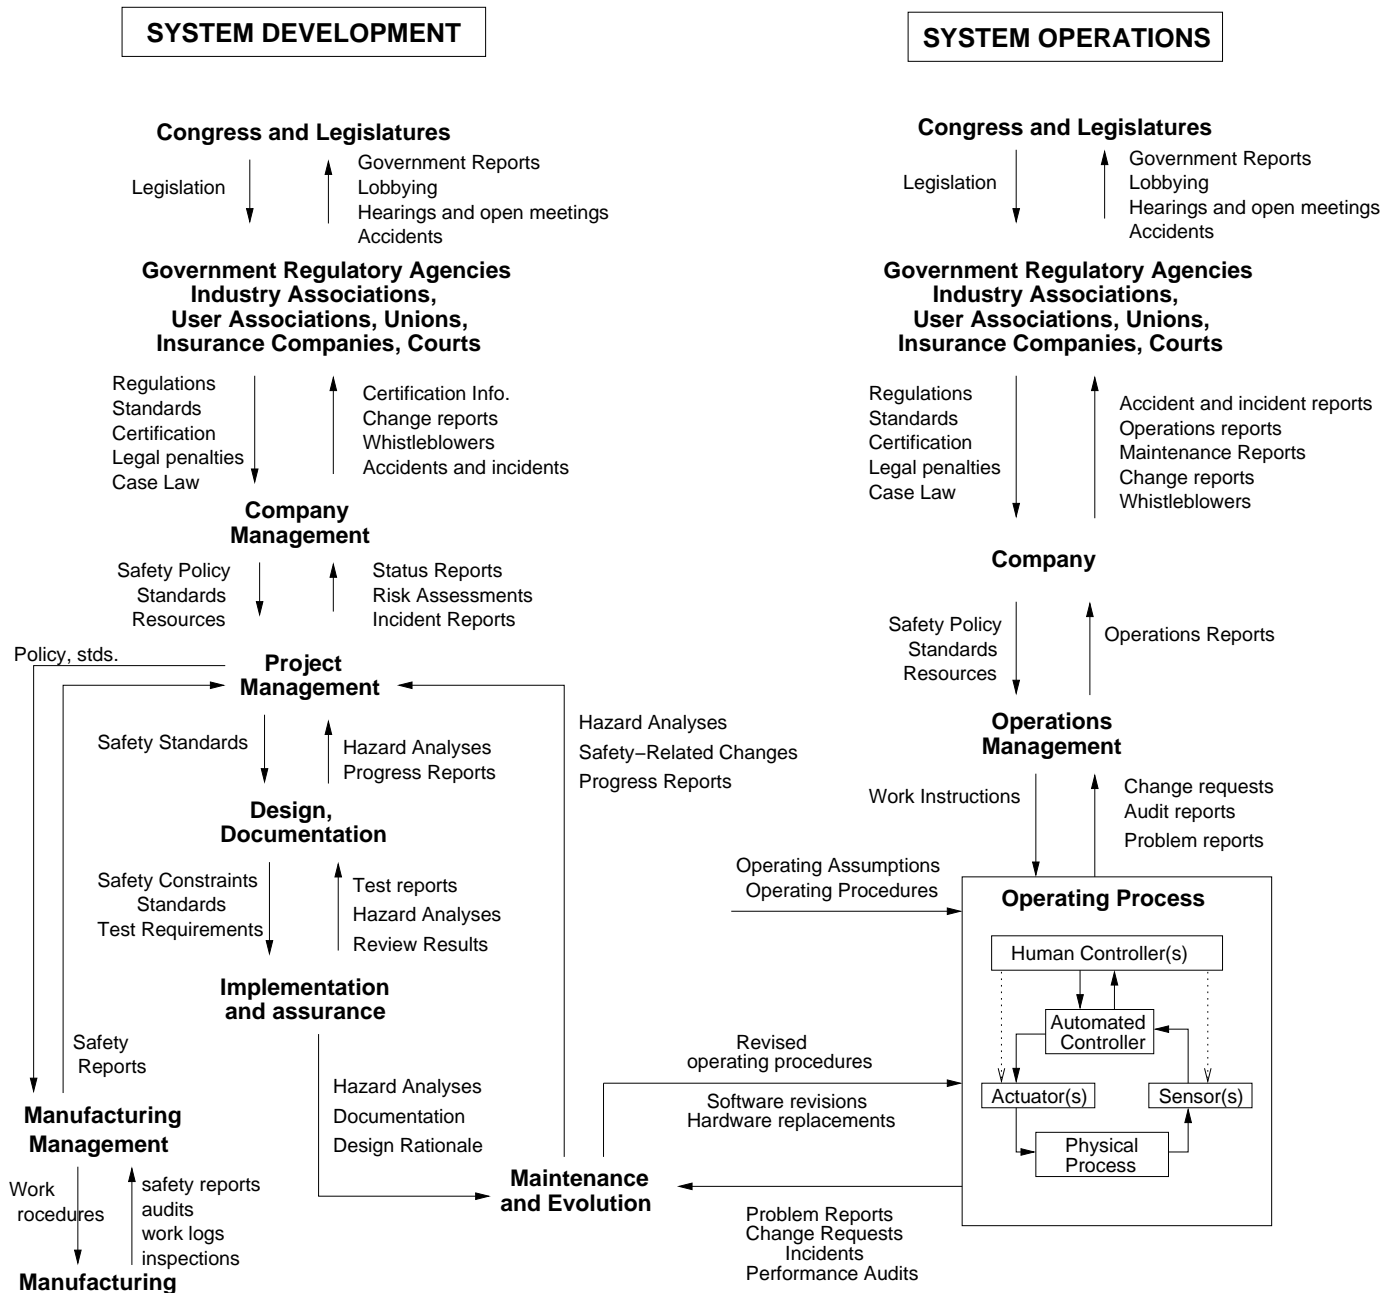 SYSTEM DEVELOPMENT
Congress and Legislatures
Legislation
Government Reports
Lobbying
Hearings and open meetings
Accidents
Government Regulatory Agencies
Industry Associations,
User Associations, Unions,
Insurance Companies, Courts
Regulations
Standards
Certification
Legal penalties
Case Law
Certification Info.
Change reports
Whistleblowers
Accidents and incidents
Company
Management
Safety Policy
Standards
Resources
Status Reports
Risk Assessments
Incident Reports
Policy, stds.
Project
Management
Safety Standards
Hazard Analyses
Progress Reports
Hazard Analyses
Safety−Related Changes
Progress Reports
Design,
Documentation
Safety Constraints
Standards
Test Requirements
Test reports
Hazard Analyses
Review Results
Implementation
and assurance
Safety
Reports
Hazard Analyses
Documentation
Design Rationale
Manufacturing
Management
Work
rocedures
safety reports
audits
work logs
inspections
Manufacturing
Maintenance
and Evolution
SYSTEM OPERATIONS
Congress and Legislatures
Legislation
Government Reports
Lobbying
Hearings and open meetings
Accidents
Government Regulatory Agencies
Industry Associations,
User Associations, Unions,
Insurance Companies, Courts
Regulations
Standards
Certification
Legal penalties
Case Law
Accident and incident reports
Operations reports
Maintenance Reports
Change reports
Whistleblowers
Company
Safety Policy
Standards
Resources
Operations Reports
Operations
Management
Work Instructions
Change requests
Audit reports
Problem reports
Operating Assumptions
Operating Procedures
Operating Process
Human Controller(s)
Automated
Controller
Actuator(s)
Sensor(s)
Physical
Process
Revised
operating procedures
Software revisions
Hardware replacements
Problem Reports
Change Requests
Incidents
Performance Audits